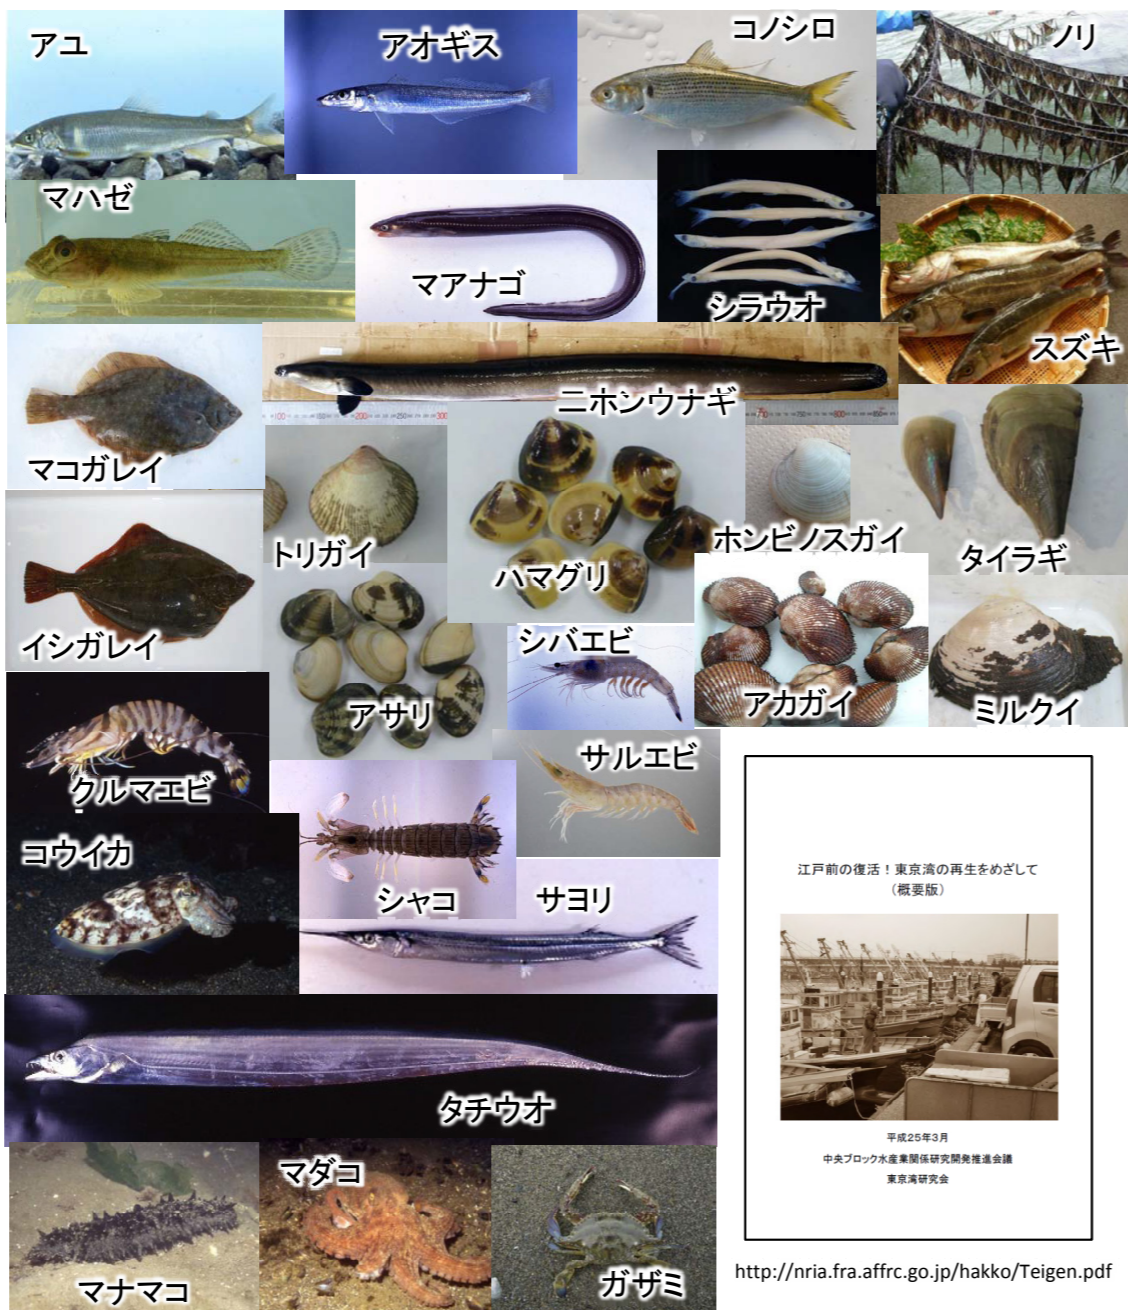 アユ
アオギス
コノシロ
ノリ
マハゼ
マアナゴ
シラウオ
スズキ
マコガレイ
ニホンウナギ
トリガイ
ハマグリ
ホンビノスガイ
タイラギ
イシガレイ
アサリ
シバエビ
アカガイ
ミルクイ
クルマエビ
サルエビ
コウイカ
シャコ
サヨリ
タチウオ
マナマコ
マダコ
ガザミ
江戸前の復活！東京湾の再生をめざして
（概要版）
平成25年3月
中央ブロック水産業関係研究開発推進会議
東京湾研究会
http://nria.fra.affrc.go.jp/hakko/Teigen.pdf